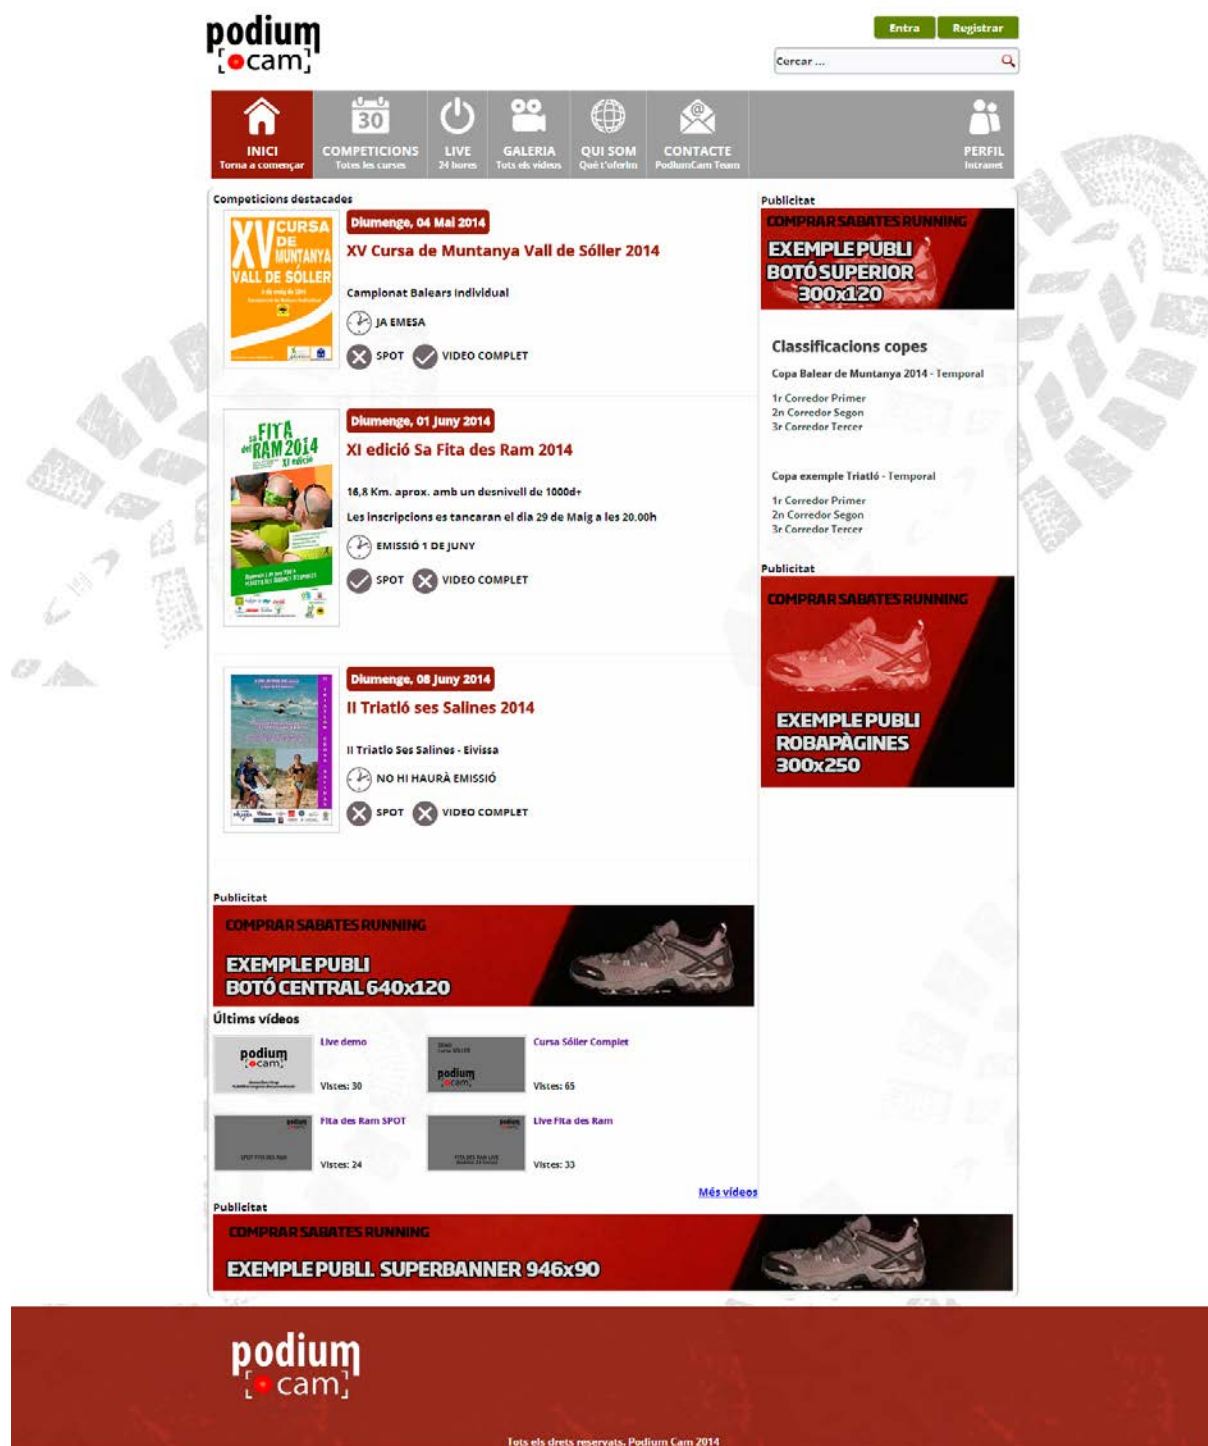 podium
cam
Entra
Registrar
Cercar ...
30
INICI
Torna a començar
COMPETICIONS
Totes les curses
LIVE
24 hores
GALERIA
Tots els vídeos
QUI SOM
Què t'oferim
CONTACTE
PodiumCam Team
PERFIL
Intranet
Competicions destacades
XV CURSA
DE
MUNTANYA
VALL DE SÓLLER
Diumenge, 04 Mai 2014
XV Cursa de Muntanya Vall de Sóller 2014
Campionat Balears Individual
JA EMESA
SPOT
VIDEO COMPLET
sa FITA
del RAM 2014
XI edició
Diumenge, 01 Juny 2014
XI edició Sa Fita des Ram 2014
16,8 Km. aprox. amb un desnivell de 1000d+
Les inscripcions es tancaran el dia 29 de Maig a les 20.00h
EMISSIÓ 1 DE JUNY
SPOT
VIDEO COMPLET
Diumenge, 08 Juny 2014
II Triatló ses Salines 2014
II Triatlo Ses Salines - Eivissa
NO HI HAURÀ EMISSIÓ
SPOT
VIDEO COMPLET
Publicitat
COMPRAR SABATES RUNNING
EXEMPLE PUBLI
BOTÓ SUPERIOR
300x120
Classificacions copes
Copa Balear de Muntanya 2014 - Temporal
1r Corredor Primer
2n Corredor Segon
3r Corredor Tercer
Copa exemple Triatló - Temporal
1r Corredor Primer
2n Corredor Segon
3r Corredor Tercer
Publicitat
COMPRAR SABATES RUNNING
EXEMPLE PUBLI
ROBAPÀGINES
300x250
Publicitat
COMPRAR SABATES RUNNING
EXEMPLE PUBLI
BOTÓ CENTRAL 640x120
Últims vídeos
podium
cam
Live demo
Vistes: 30
podium
cam
Cursa Sóller Complet
Vistes: 65
podium
SPOT FITA DES RAM
Fita des Ram SPOT
Vistes: 24
podium
FITA DES RAM LIVE
Live Fita des Ram
Vistes: 33
Més vídeos
Publicitat
COMPRAR SABATES RUNNING
EXEMPLE PUBLI. SUPERBANNER 946x90
podium
cam
Tots els drets reservats. Podium Cam 2014